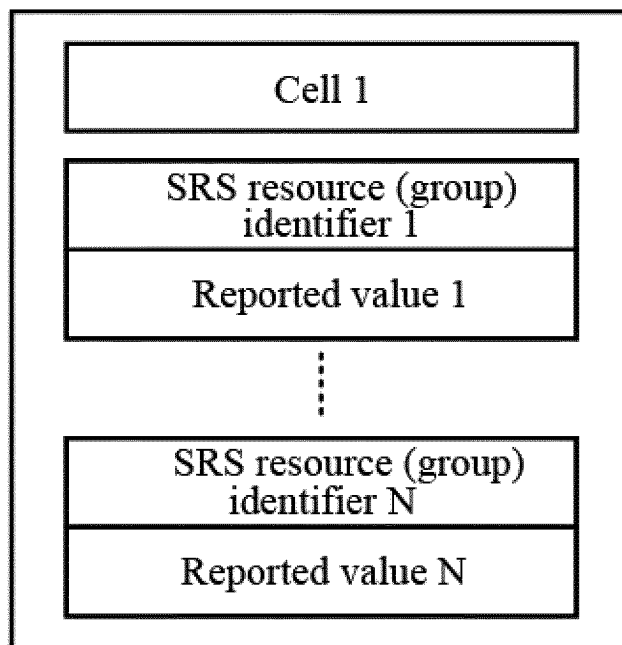 Cell 1
SRS resource (group)
identifier 1
Reported value 1
SRS resource (group)
identifier N
Reported value N